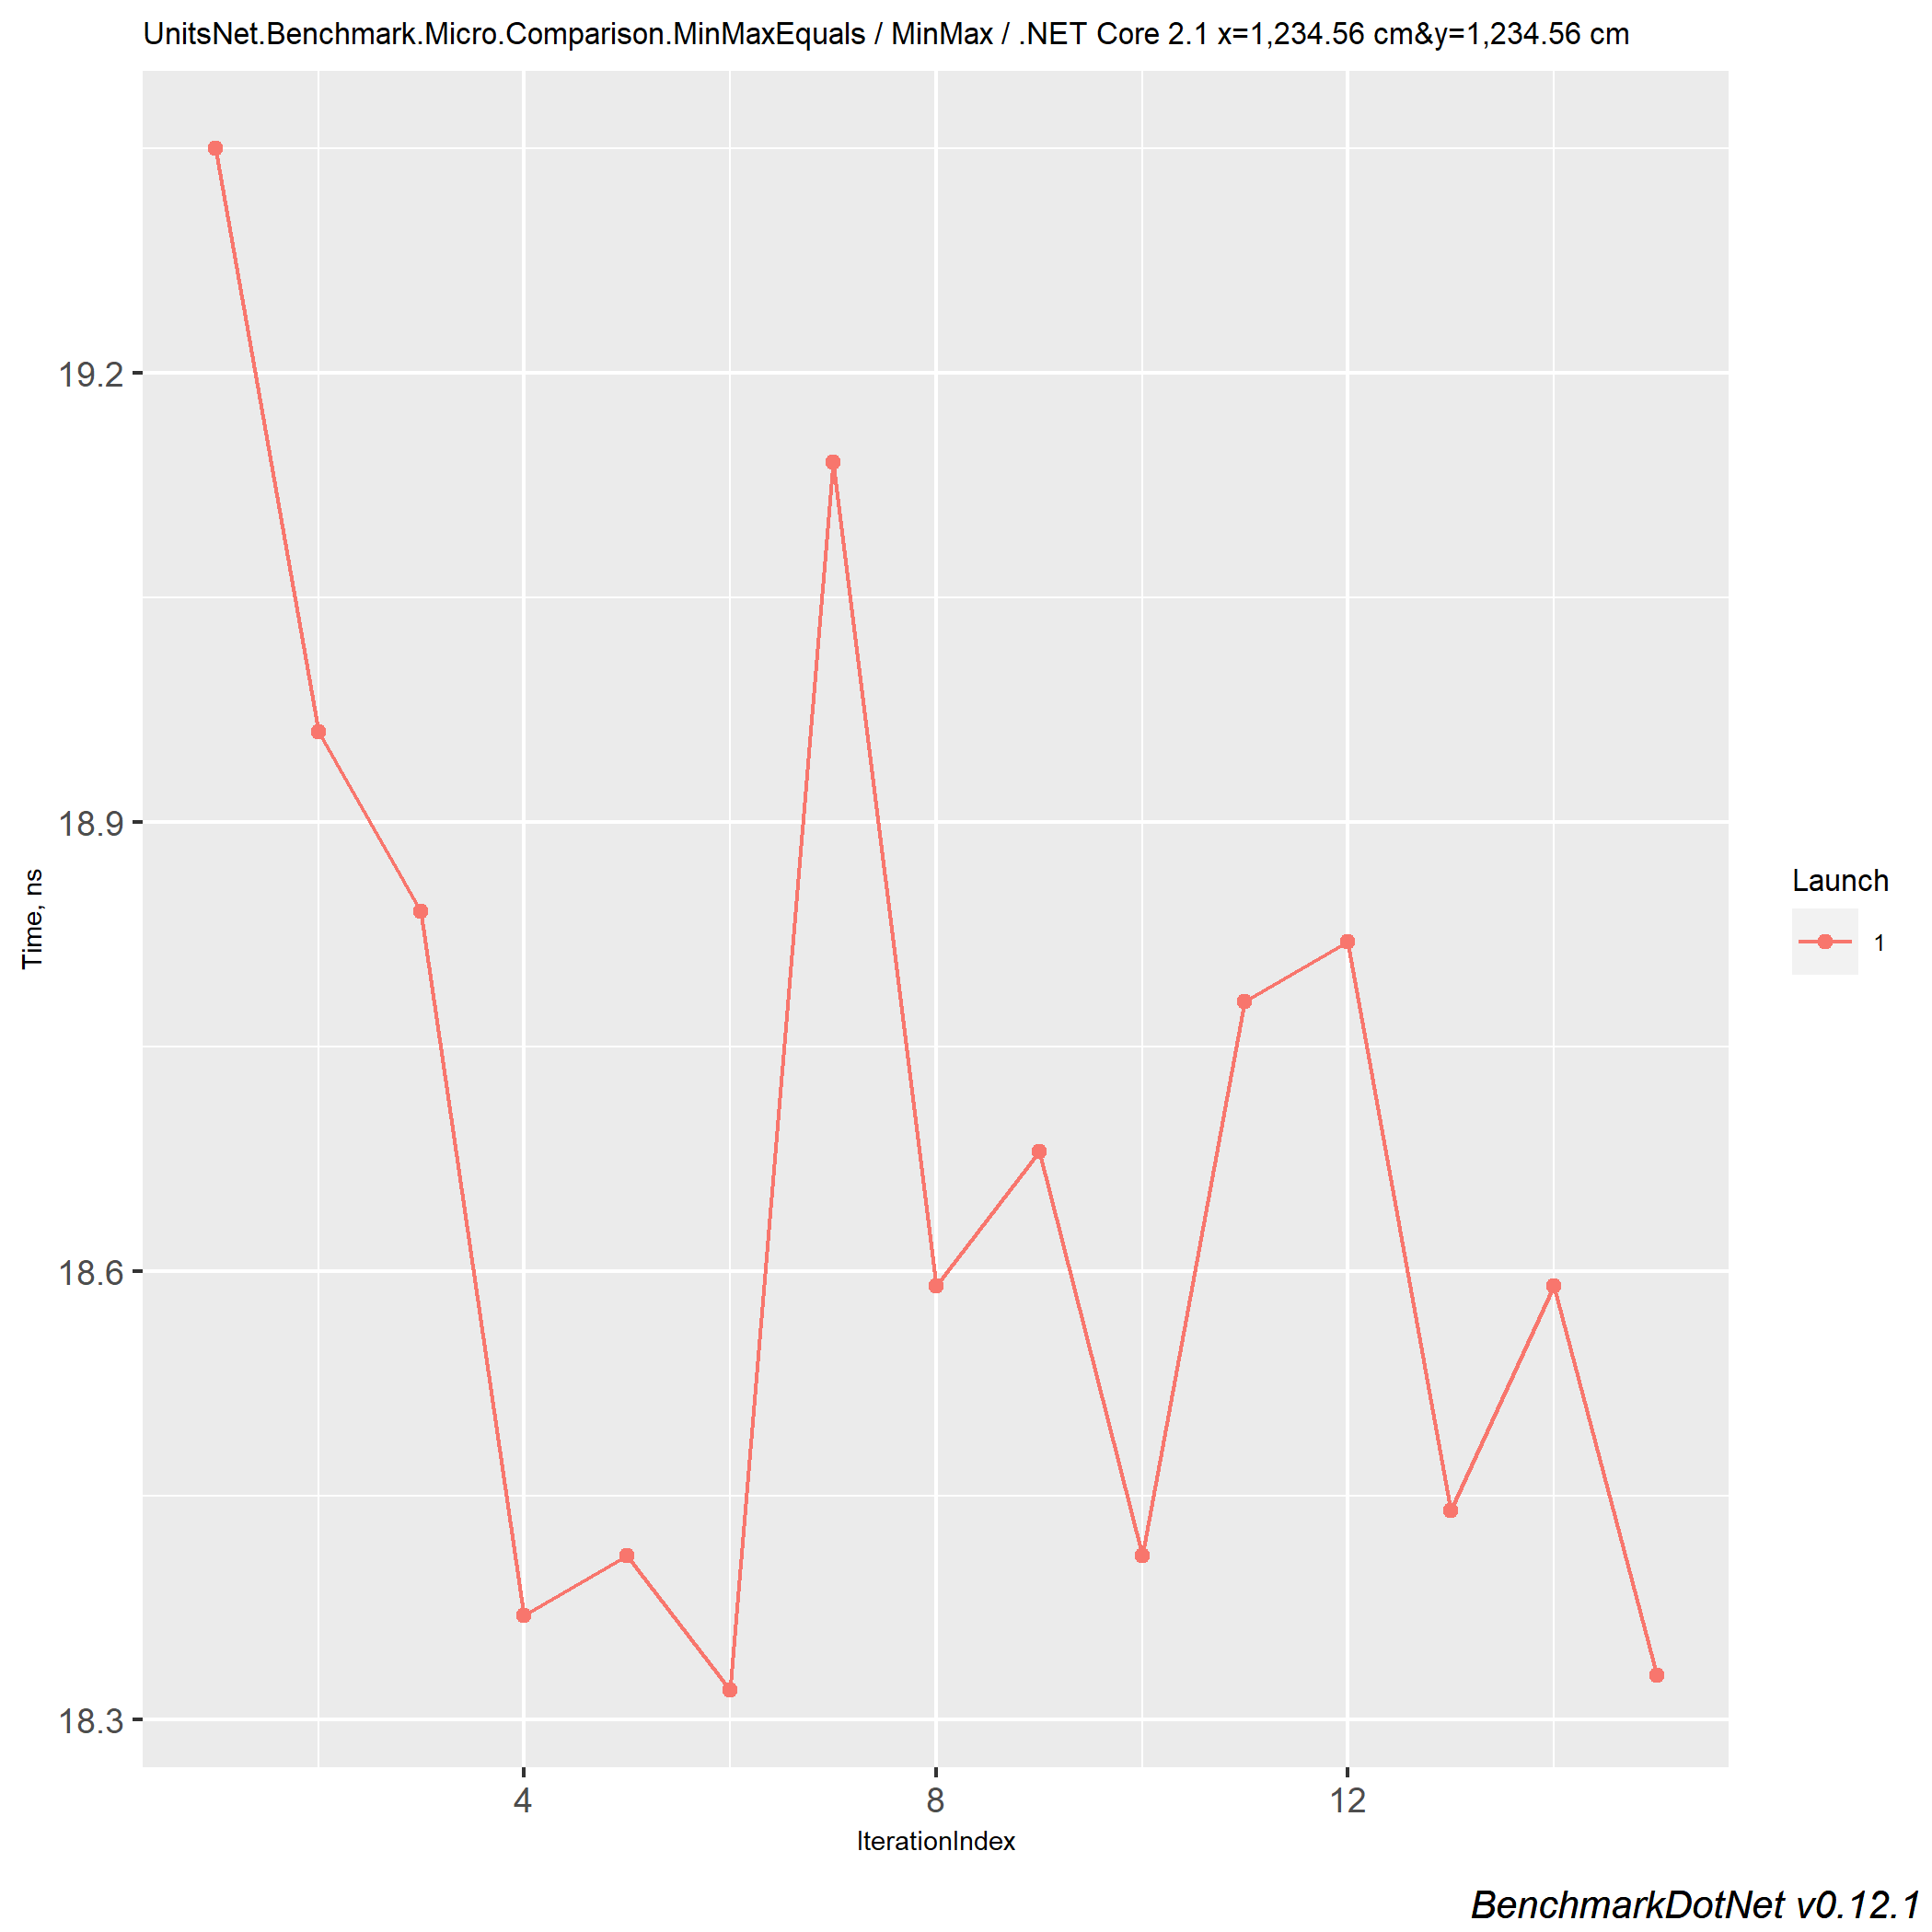 UnitsNet.Benchmark.Micro.Comparison.MinMaxEquals / MinMax / .NET Core 2.1 x=1,234.56 cm&y=1,234.56 cm
19.2
18.9
18.6
18.3
Time, ns
4
8
12
IterationIndex
Launch
1
BenchmarkDotNet v0.12.1